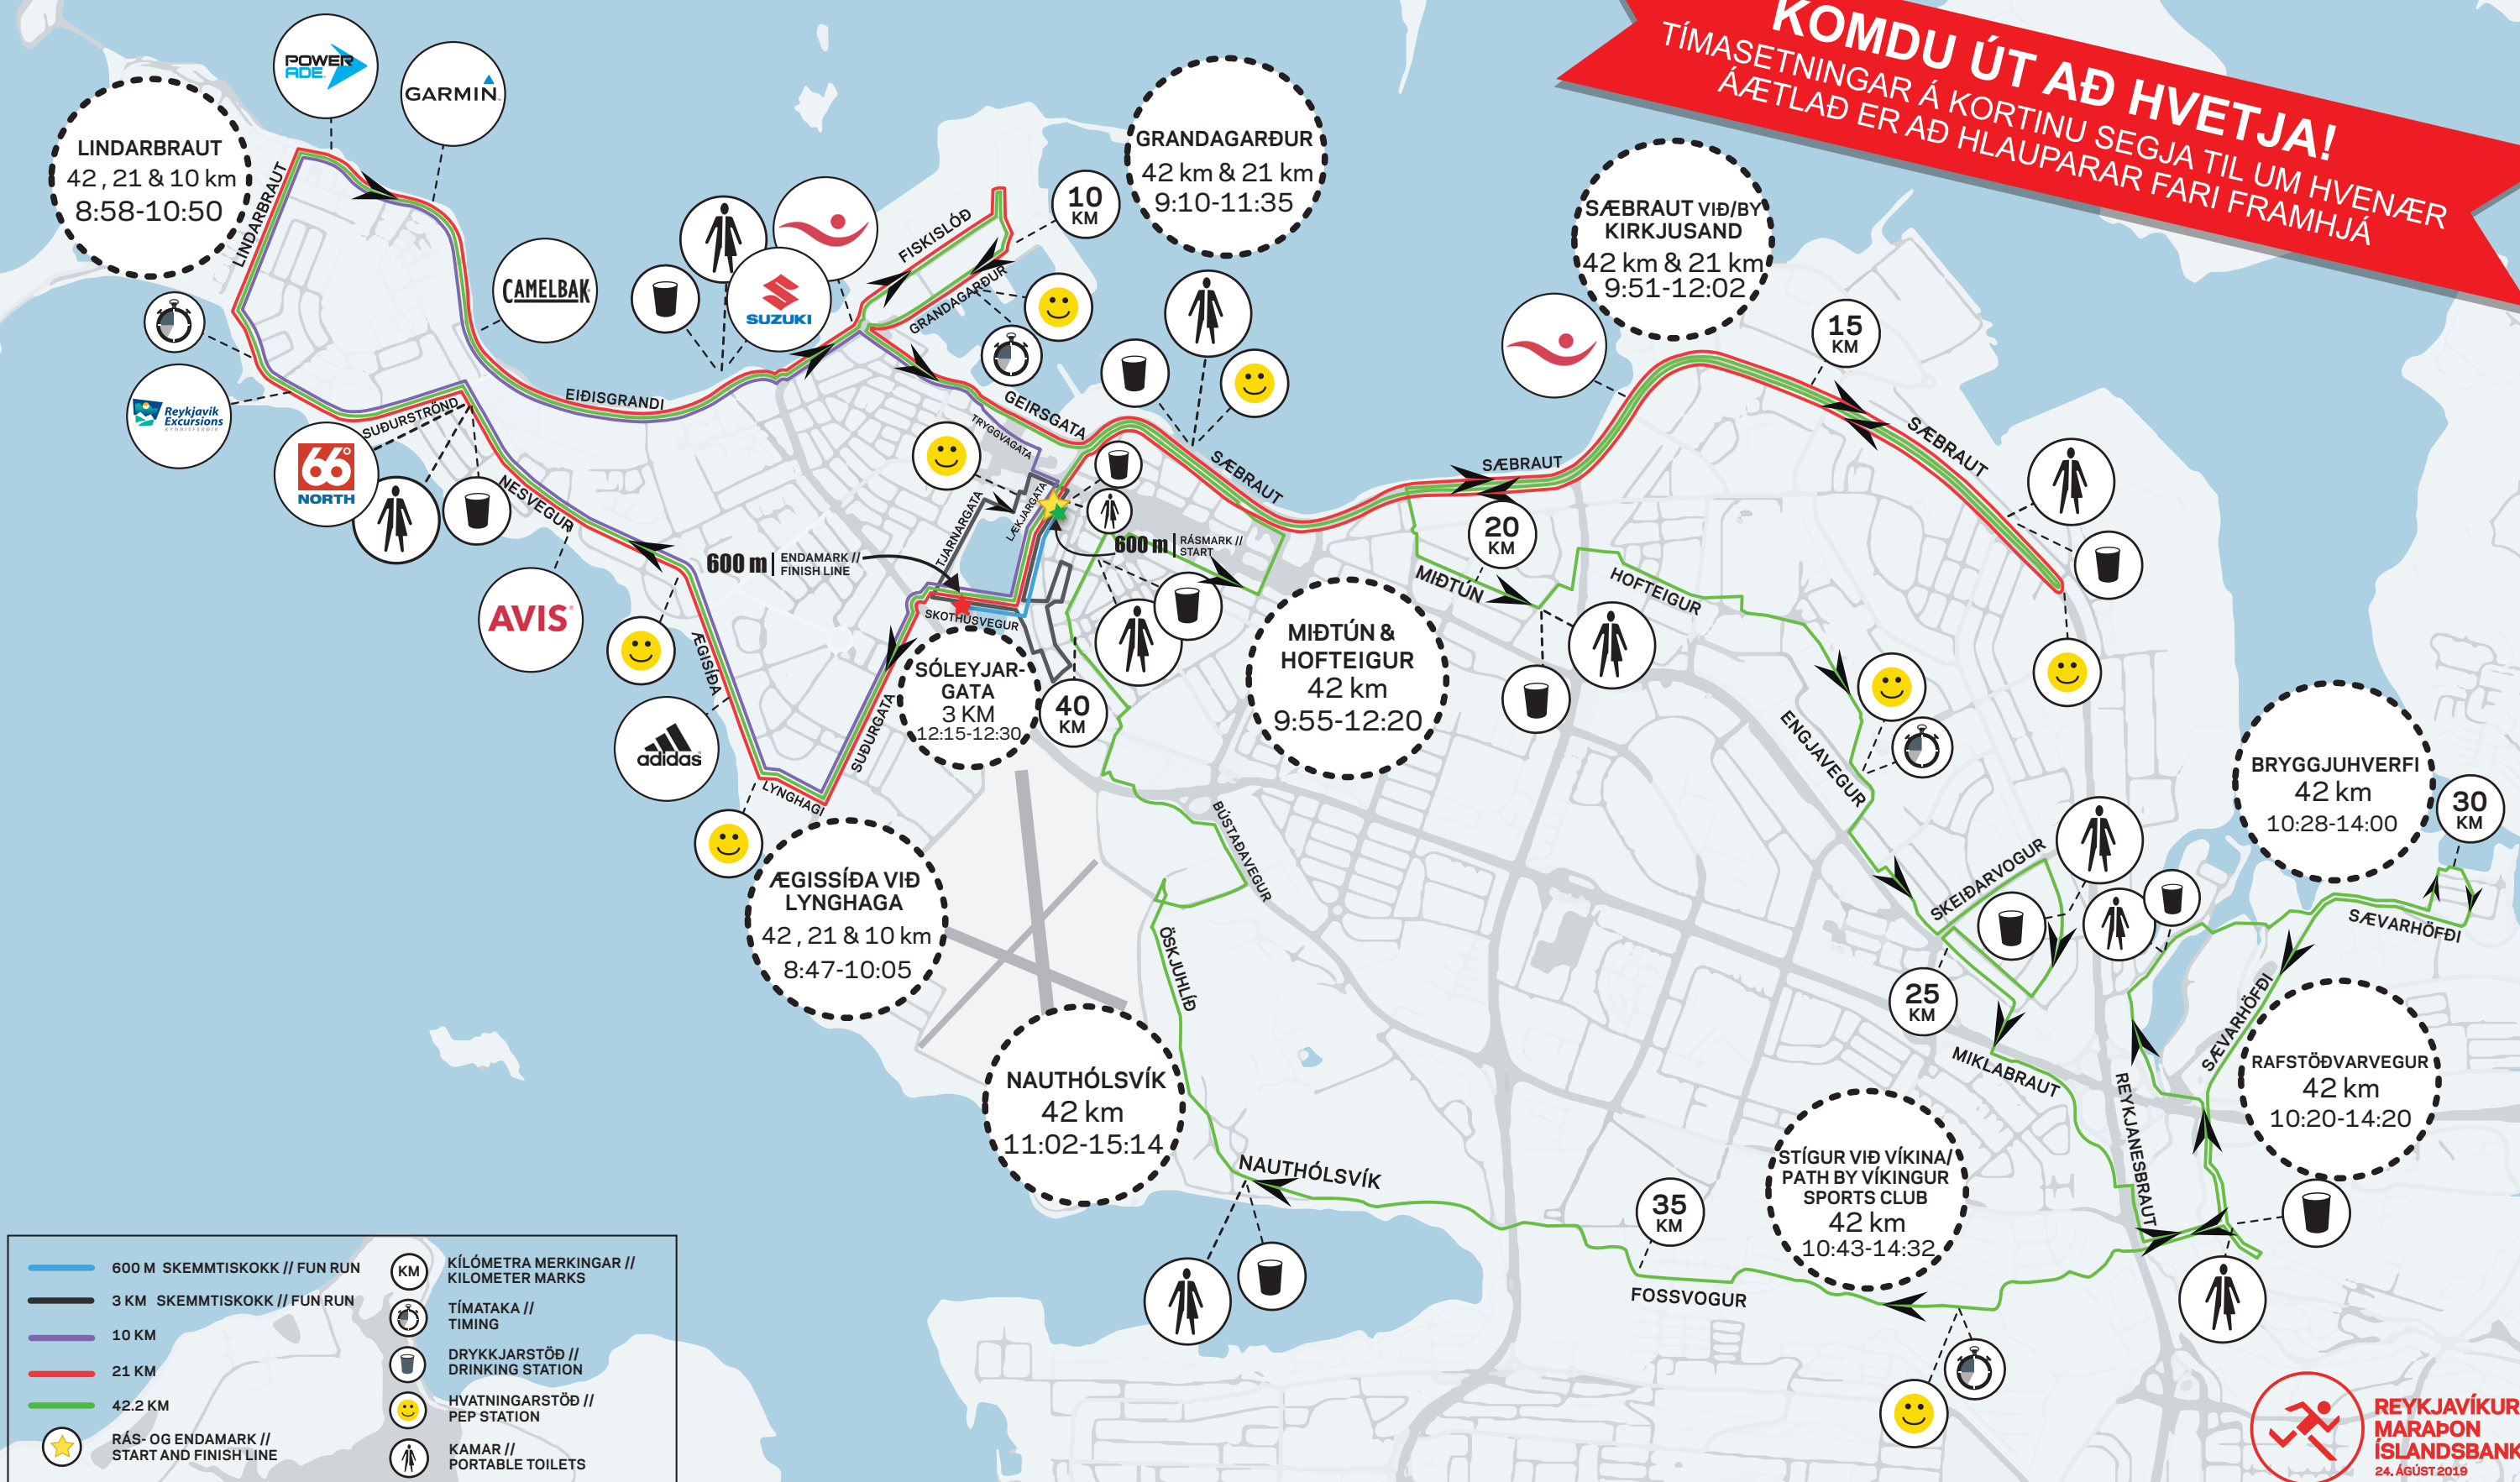 KOMDU ÚT AÐ HVETJA!
TÍMASETNINGAR Á KORTINU SEGJA TIL UM HVENÆR
ÁÆTLAÐ ER AÐ HLAUPARAR FARI FRAMHJÁ
POWER
ADE
GARMIN
LINDARBRAUT
42 , 21 & 10 km
8:58-10:50
LINDARBRAUT
GRANDAGARÐUR
42 km & 21 km
9:10-11:35
10
KM
FISKISLÓÐ
GRANDAGARÐUR
SUZUKI
CAMELBAK
SÆBRAUT VIÐ/BY
KIRKJUSAND
42 km & 21 km
9:51-12:02
15
KM
Reykjavik
Excursions
KYNNISFERÐIR
SUÐURSTRÖND
EIÐISGRANDI
GEIRSGATA
TRYGGVAGATA
SÆBRAUT
SÆBRAUT
SÆBRAUT
66°
NORTH
NESVEGUR
TJARNARGATA
LÆKJARGATA
600 m
ENDAMARK //
FINISH LINE
600 m
RÁSMARK //
START
20
KM
MIÐTÚN
HOFTEIGUR
AVIS
ÆGISÍÐA
SKOTHÚSVEGUR
SÓLEYJAR-
GATA
3 KM
12:15-12:30
40
KM
MIÐTÚN &
HOFTEIGUR
42 km
9:55-12:20
adidas
SUÐURGATA
LYNGHAGI
ENGJAVEGUR
BÚSTAÐAVEGUR
BRYGGJUHVERFI
42 km
10:28-14:00
30
KM
ÆGISSÍÐA VIÐ
LYNGHAGA
42 , 21 & 10 km
8:47-10:05
SKEIÐARVOGUR
SÆVARHÖFÐI
ÖSKJUHLÍÐ
25
KM
SÆVARHÖFÐI
MIKLABRAUT
REYKJANESBRAUT
NAUTHÓLSVÍK
42 km
11:02-15:14
RAFSTÖÐVARVEGUR
42 km
10:20-14:20
NAUTHÓLSVÍK
STÍGUR VIÐ VÍKINA/
PATH BY VÍKINGUR
SPORTS CLUB
42 km
10:43-14:32
35
KM
FOSSVOGUR
600 M SKEMMTISKOKK // FUN RUN
3 KM SKEMMTISKOKK // FUN RUN
10 KM
21 KM
42.2 KM
RÁS- OG ENDAMARK //
START AND FINISH LINE
KM
KÍLÓMETRA MERKINGAR //
KILOMETER MARKS
TÍMATAKA //
TIMING
DRYKKJARSTÖÐ //
DRINKING STATION
HVATNINGARSTÖÐ //
PEP STATION
KAMAR //
PORTABLE TOILETS
REYKJAVÍKUR
MARAÞON
ÍSLANDSBANK
24. ÁGÚST 2019